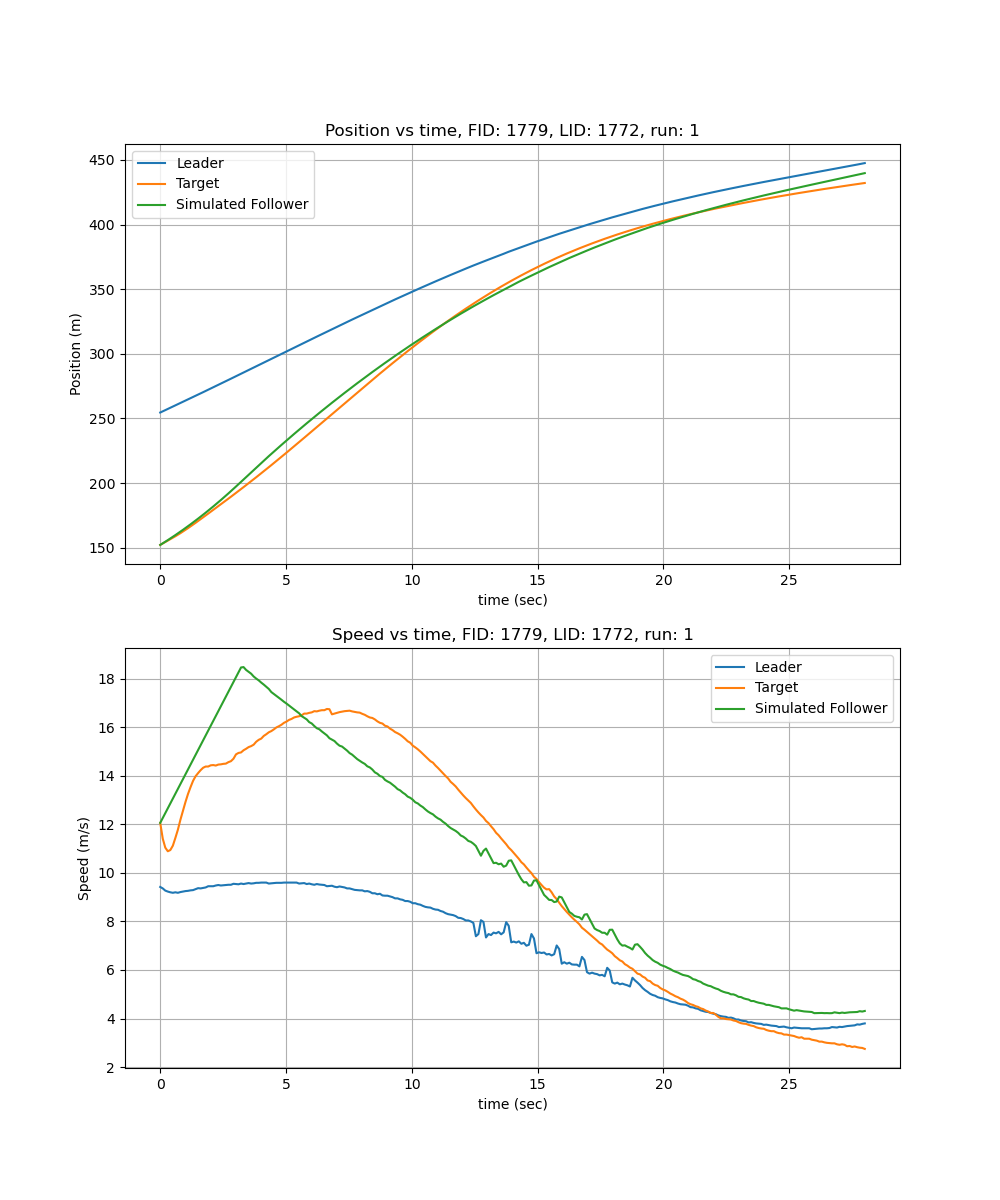 Position vs time, FID: 1779, LID: 1772, run: 1
Leader
Target
Simulated Follower
Position (m)
450
400
350
300
250
200
150
0 5 10 15 20 25
time (sec)
Speed vs time, FID: 1779, LID: 1772, run: 1
Leader
Target
Simulated Follower
Speed (m/s)
18
16
14
12
10
8
6
4
2
0 5 10 15 20 25
time (sec)